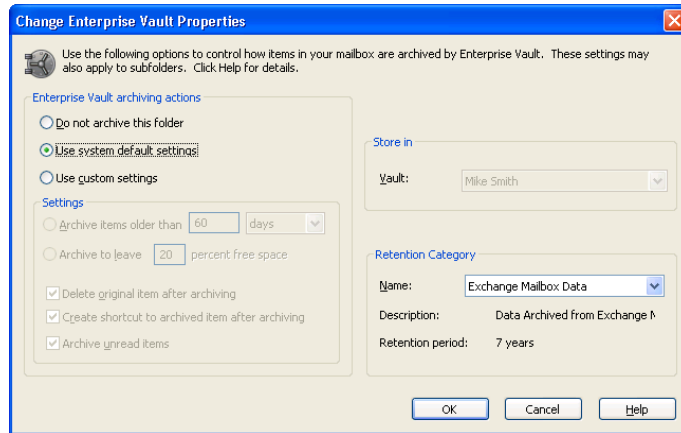 Change Enterprise Vault Properties
Use the following options to control how items in your mailbox are archived by Enterprise Vault. These settings may
also apply to subfolders. Click Help for details.
Enterprise Vault archiving actions
Do not archive this folder
Use system default settings
Use custom settings
Settings
Archive items older than 60 days
Archive to leave 20 percent free space
Delete original item after archiving
Create shortcut to archived item after archiving
Archive unread items
Store in
Vault: Mike Smith
Retention Category
Name: Exchange Mailbox Data
Description: Data Archived from Exchange M
Retention period: 7 years
OK Cancel Help